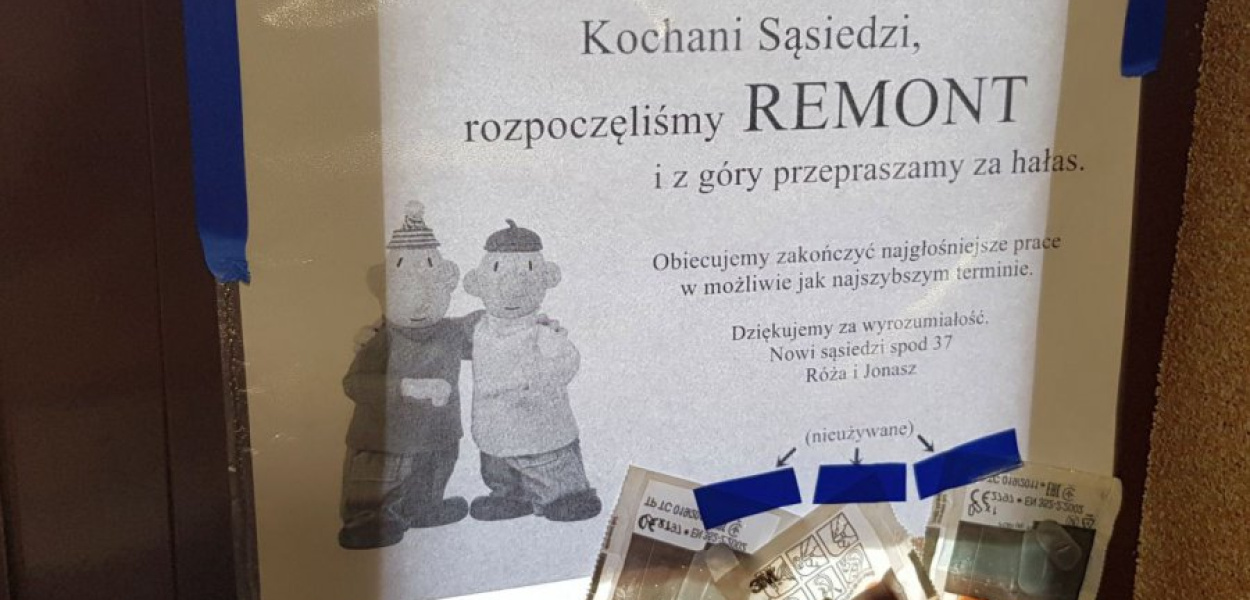 Kochani Sąsiedzi,
rozpoczęliśmy REMONT
i z góry przepraszamy za hałas.
Obiecujemy zakończyć najgłośniejsze prace
w możliwie jak najszybszym terminie.
Dziękujemy za wyrozumiałość.
Nowi sąsiedzi spod 37
Róża i Jonasz
(nieużywane)
3M